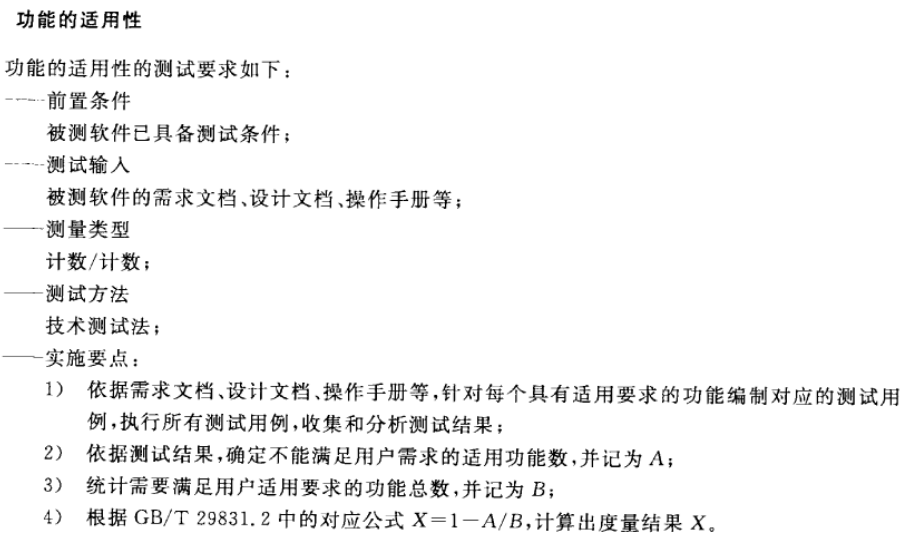 功能的适用性
功能的适用性的测试要求如下:
——前置条件
被测软件已具备测试条件;
——测试输入
被测软件的需求文档、设计文档、操作手册等;
——测量类型
计数/计数;
——测试方法
技术测试法;
——实施要点:
1) 依据需求文档、设计文档、操作手册等,针对每个具有适用要求的功能编制对应的测试用
例,执行所有测试用例,收集和分析测试结果;
2) 依据测试结果,确定不能满足用户需求的适用功能数,并记为 A;
3) 统计需要满足用户适用要求的功能总数,并记为 B;
4) 根据 GB/T 29831.2 中的对应公式 X=1-A/B,计算出度量结果 X。